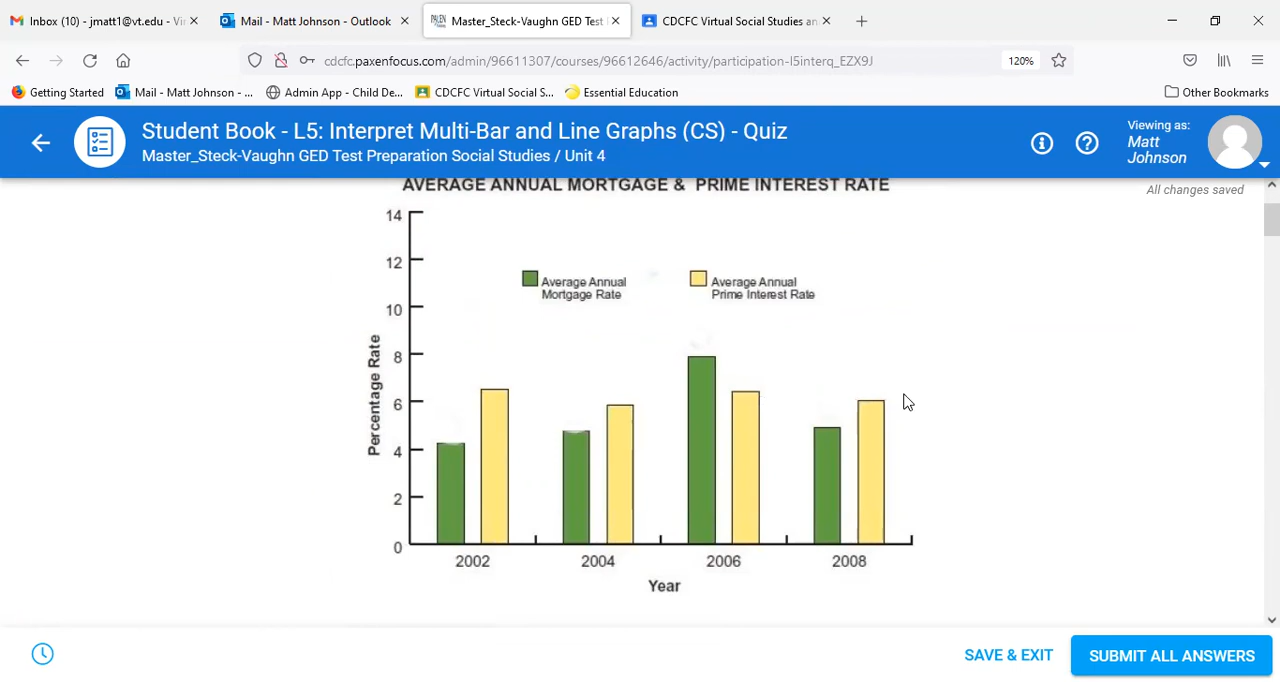 Inbox (10) - jmatt1@vt.edu - Vi
Mail - Matt Johnson - Outlook
PAXEN
Master_Steck-Vaughn GED Test
CDCFC Virtual Social Studies an
cdcfc.paxenfocus.com/admin/96611307/courses/96612646/activity/participation-l5interq_EZX9J
120%
Getting Started
Mail - Matt Johnson - ...
Admin App - Child De...
CDCFC Virtual Social S...
Essential Education
Other Bookmarks
Student Book - L5: Interpret Multi-Bar and Line Graphs (CS) - Quiz
Master_Steck-Vaughn GED Test Preparation Social Studies / Unit 4
Viewing as:
Matt
Johnson
All changes saved
AVERAGE ANNUAL MORTGAGE & PRIME INTEREST RATE
Average Annual
Mortgage Rate
Average Annual
Prime Interest Rate
Percentage Rate
14
12
10
8
6
4
2
0
2002
2004
2006
2008
Year
SAVE & EXIT
SUBMIT ALL ANSWERS